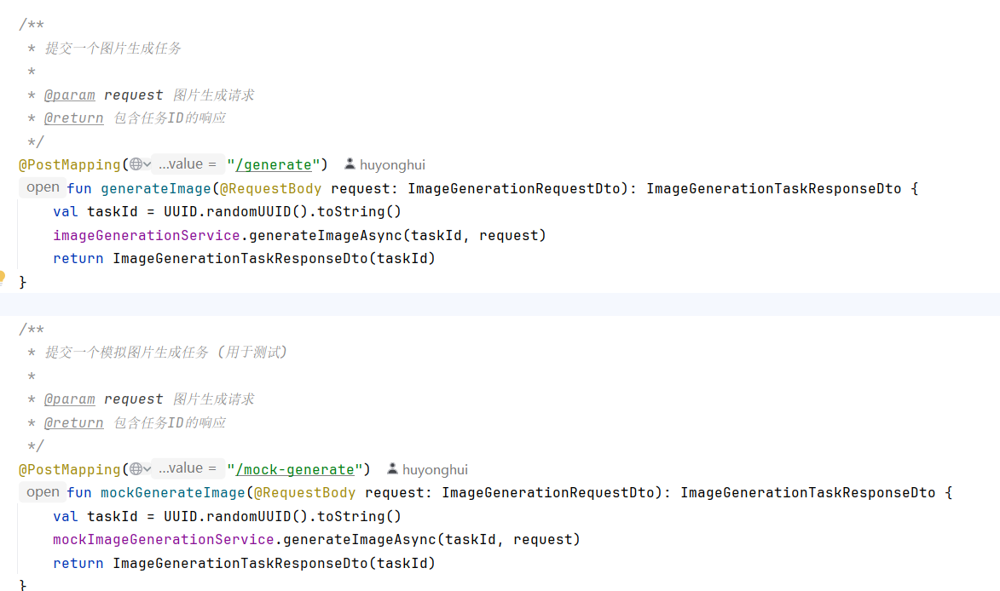 /**
 * 提交一个图片生成任务
 *
 * @param request 图片生成请求
 * @return 包含任务ID的响应
 */
@PostMapping(…value = "/generate") huyonghui
open fun generateImage(@RequestBody request: ImageGenerationRequestDto): ImageGenerationTaskResponseDto {
    val taskId = UUID.randomUUID().toString()
    imageGenerationService.generateImageAsync(taskId, request)
    return ImageGenerationTaskResponseDto(taskId)
}
/**
 * 提交一个模拟图片生成任务 (用于测试)
 *
 * @param request 图片生成请求
 * @return 包含任务ID的响应
 */
@PostMapping(…value = "/mock-generate") huyonghui
open fun mockGenerateImage(@RequestBody request: ImageGenerationRequestDto): ImageGenerationTaskResponseDto {
    val taskId = UUID.randomUUID().toString()
    mockImageGenerationService.generateImageAsync(taskId, request)
    return ImageGenerationTaskResponseDto(taskId)
}